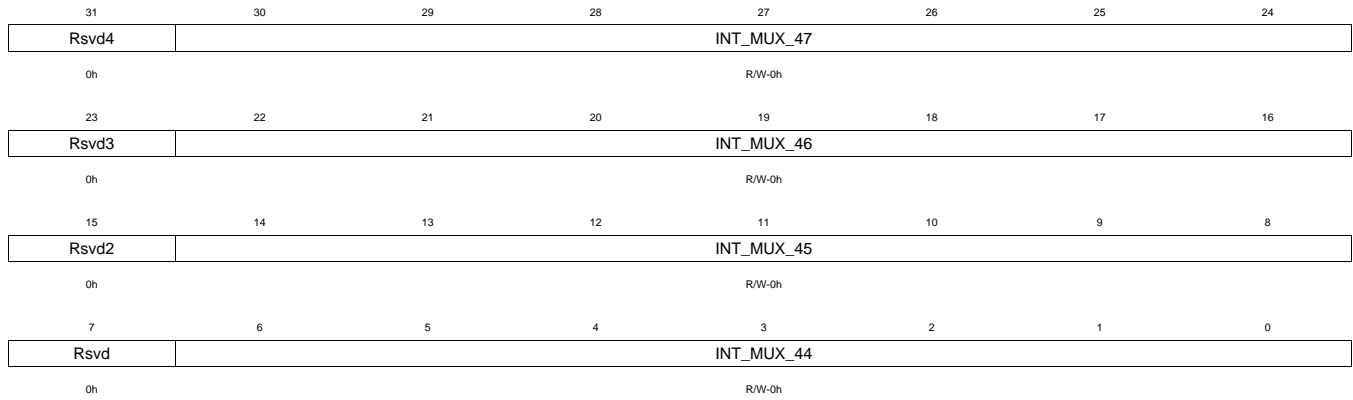 31 30 29 28 27 26 25 24
Rsvd4 INT_MUX_47
0h R/W-0h
23 22 21 20 19 18 17 16
Rsvd3 INT_MUX_46
0h R/W-0h
15 14 13 12 11 10 9 8
Rsvd2 INT_MUX_45
0h R/W-0h
7 6 5 4 3 2 1 0
Rsvd INT_MUX_44
0h R/W-0h